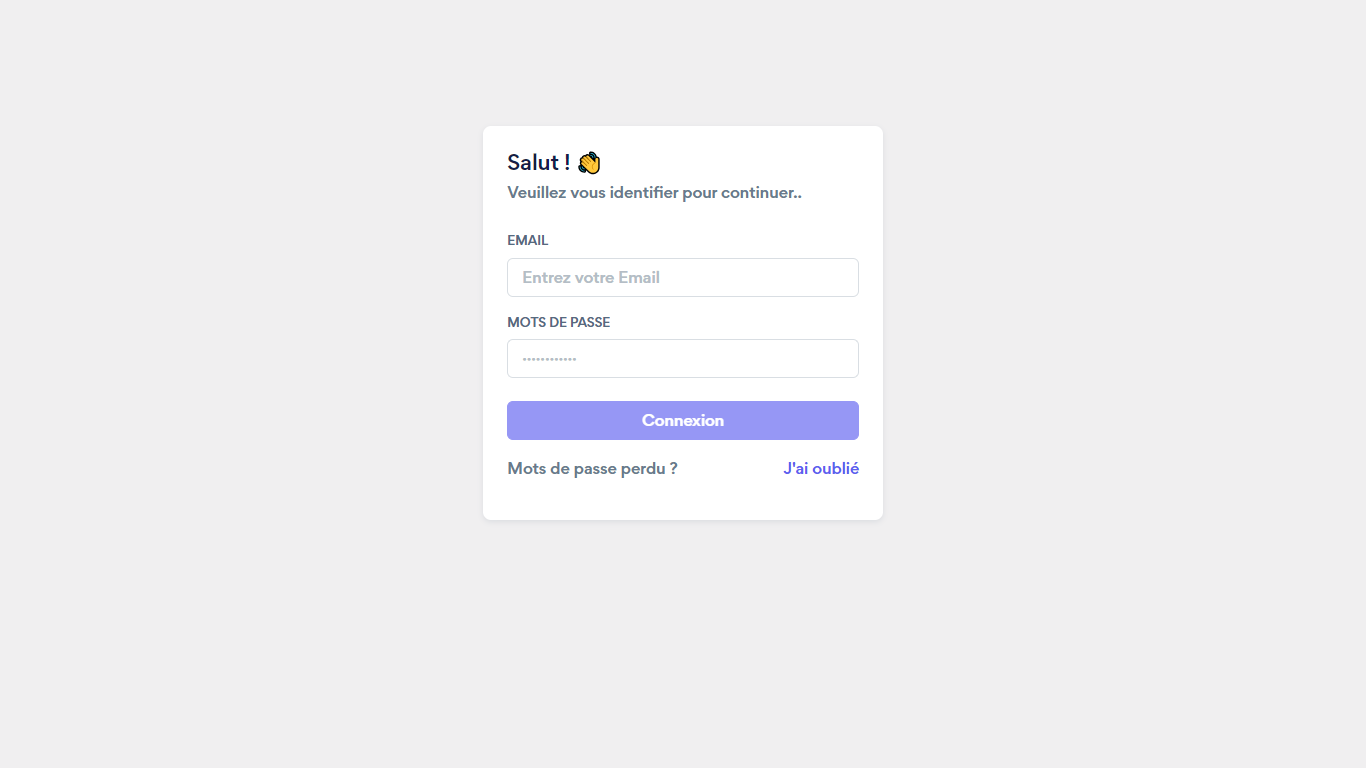 Salut ! 👋
Veuillez vous identifier pour continuer..
EMAIL
Entrez votre Email
MOTS DE PASSE
············
Connexion
Mots de passe perdu ? J'ai oublié